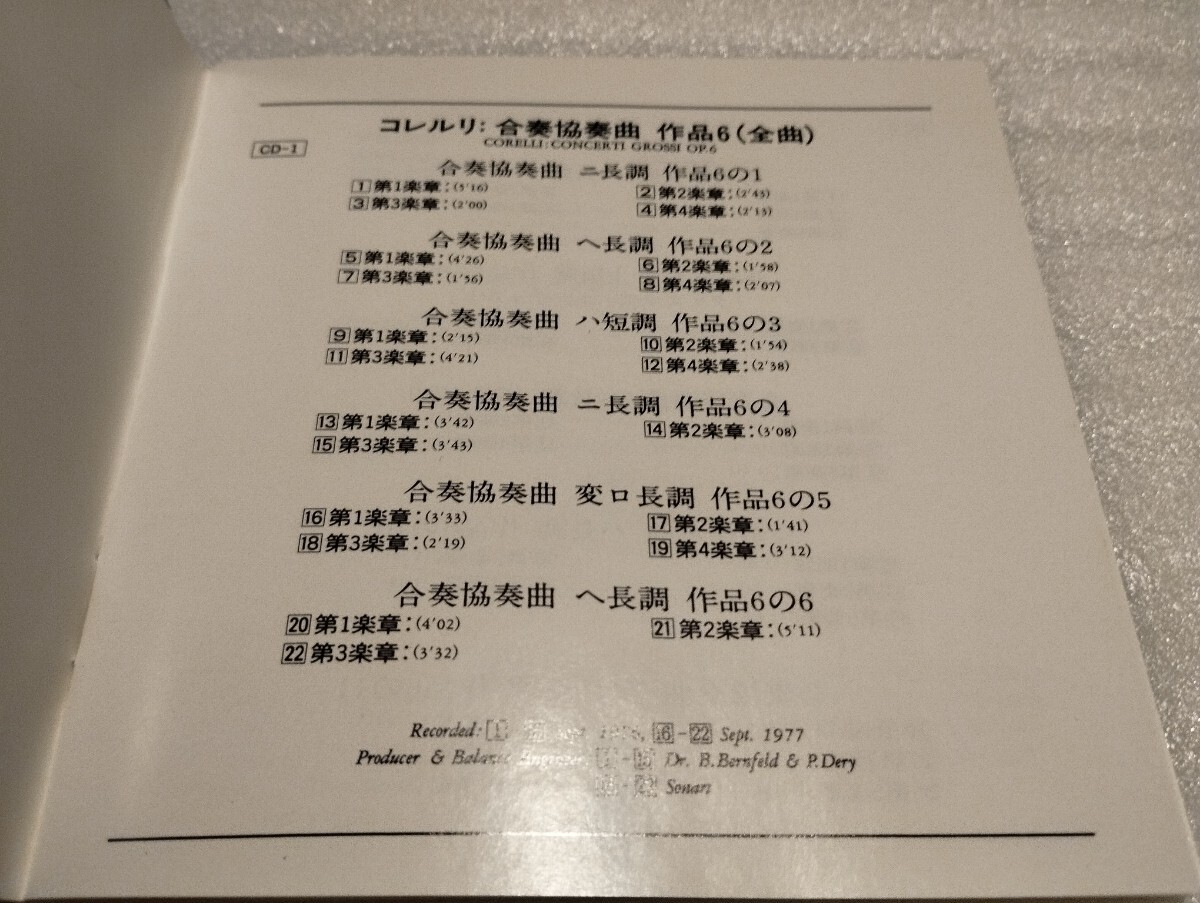 コレルリ: 合奏協奏曲 作品6(全曲)
CORELLI: CONCERTI GROSSI OP.6
CD-1
合奏協奏曲 ニ長調 作品6の1
1 第1楽章:(5'16) 2 第2楽章:(2'45)
3 第3楽章:(2'00) 4 第4楽章:(2'15)
合奏協奏曲 ヘ長調 作品6の2
5 第1楽章:(4'26) 6 第2楽章:(1'58)
7 第3楽章:(1'56) 8 第4楽章:(2'07)
合奏協奏曲 ハ短調 作品6の3
9 第1楽章:(2'15) 10 第2楽章:(1'54)
11 第3楽章:(4'21) 12 第4楽章:(2'38)
合奏協奏曲 ニ長調 作品6の4
13 第1楽章:(3'42) 14 第2楽章:(3'08)
15 第3楽章:(3'43)
合奏協奏曲 変ロ長調 作品6の5
16 第1楽章:(3'33) 17 第2楽章:(1'41)
18 第3楽章:(2'19) 19 第4楽章:(3'12)
合奏協奏曲 ヘ長調 作品6の6
20 第1楽章:(4'02) 21 第2楽章:(5'11)
22 第3楽章:(3'32)
Recorded: 1 16-22 Sept. 1977
Producer & Balance Engineer Dr. B.Bernfeld & P.Dery
Sonart